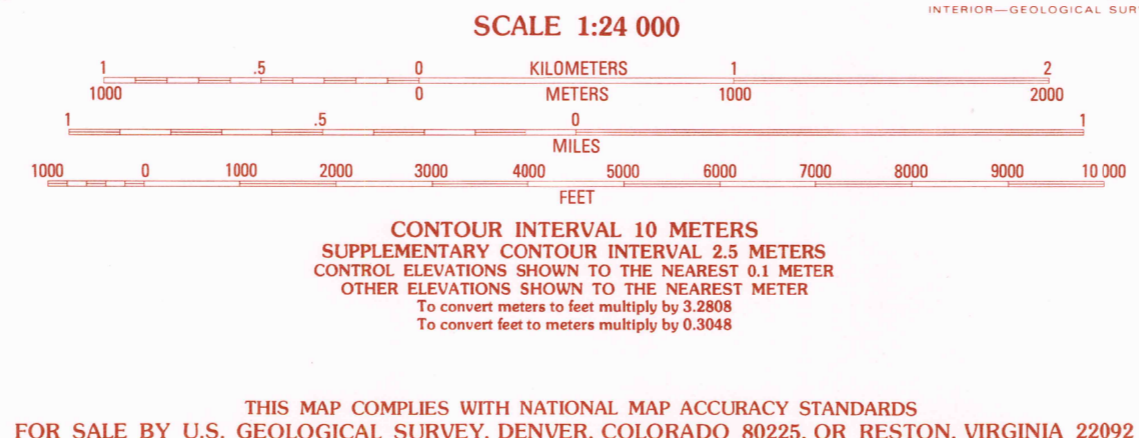 INTERIOR—GEOLOGICAL
SCALE 1:24 000
1 .5 0 KILOMETERS 1 2
1000 0 METERS 1000 2000
1 .5 0 1
MILES
1000 0 1000 2000 3000 4000 5000 6000 7000 8000 9000 10 000
FEET
CONTOUR INTERVAL 10 METERS
SUPPLEMENTARY CONTOUR INTERVAL 2.5 METERS
CONTROL ELEVATIONS SHOWN TO THE NEAREST 0.1 METER
OTHER ELEVATIONS SHOWN TO THE NEAREST METER
To convert meters to feet multiply by 3.2808
To convert feet to meters multiply by 0.3048
THIS MAP COMPLIES WITH NATIONAL MAP ACCURACY STANDARDS
FOR SALE BY U.S. GEOLOGICAL SURVEY, DENVER, COLORADO 80225, OR RESTON, VIRGINIA 22092